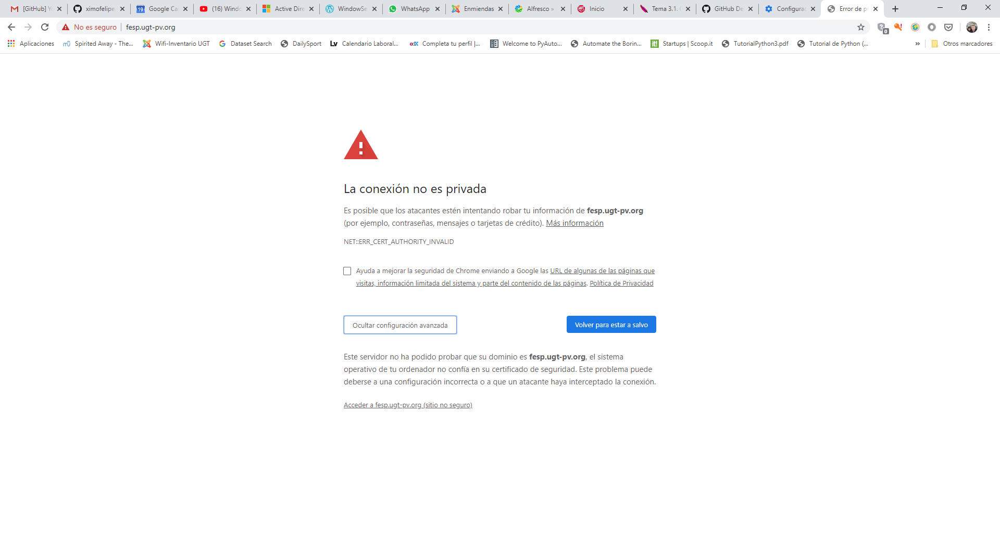 [GitHub] Y
ximofelipe
Google Ca
(16) Windo
Active Dire
WindowSe
WhatsApp
Enmiendas
Alfresco »
Inicio
Tema 3.1.
GitHub De
Configurac
Error de p
No es seguro
fesp.ugt-pv.org
0
Aplicaciones
Spirited Away - The...
Wifi-Inventario UGT
Dataset Search
DailySport
Lv Calendario Laboral...
edX Completa tu perfil |...
Welcome to PyAuto...
Automate the Borin...
it! Startups | Scoop.it
TutorialPython3.pdf
Tutorial de Python (...
»
Otros marcadores
La conexión no es privada
Es posible que los atacantes estén intentando robar tu información de fesp.ugt-pv.org
(por ejemplo, contraseñas, mensajes o tarjetas de crédito). Más información
NET::ERR_CERT_AUTHORITY_INVALID
Ayuda a mejorar la seguridad de Chrome enviando a Google las URL de algunas de las páginas que
visitas, información limitada del sistema y parte del contenido de las páginas. Política de Privacidad
Ocultar configuración avanzada
Volver para estar a salvo
Este servidor no ha podido probar que su dominio es fesp.ugt-pv.org, el sistema
operativo de tu ordenador no confía en su certificado de seguridad. Este problema puede
deberse a una configuración incorrecta o a que un atacante haya interceptado la conexión.
Acceder a fesp.ugt-pv.org (sitio no seguro)